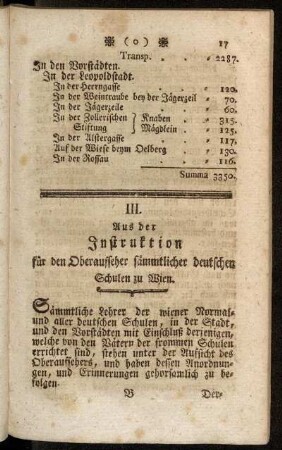 ❋ ( o ) ❋ 17
Transp. . . „ 2287.
In den Vorstädten.
In der Leopoldstadt.
In der Herrngasse . . „ 120.
In der Weintraube bey der Jägerzeil „ 70.
In der Jägerzeile . . „ 60.
In der Zollerischen } Knaben . „ 315.
Stiftung } Mägdlein . „ 125.
In der Alstergasse . . „ 117.
Auf der Wiese beym Oelberg . „ 130.
In der Rossau . . „ 116.
Summa 3350.
III.
Aus der
Instruktion
für den Oberaufseher sämmtlicher deutschen
Schulen zu Wien.
Sämmtliche Lehrer der wiener Normal-
und aller deutschen Schulen, in der Stadt,
und den Vorstädten mit Einschluß derjenigen,
welche von den Vätern der frommen Schulen
errichtet sind, stehen unter der Aufsicht des
Oberaufsehers, und haben dessen Anordnun-
gen, und Erinnerungen gehorsamlich zu be-
folgen.
B Der-